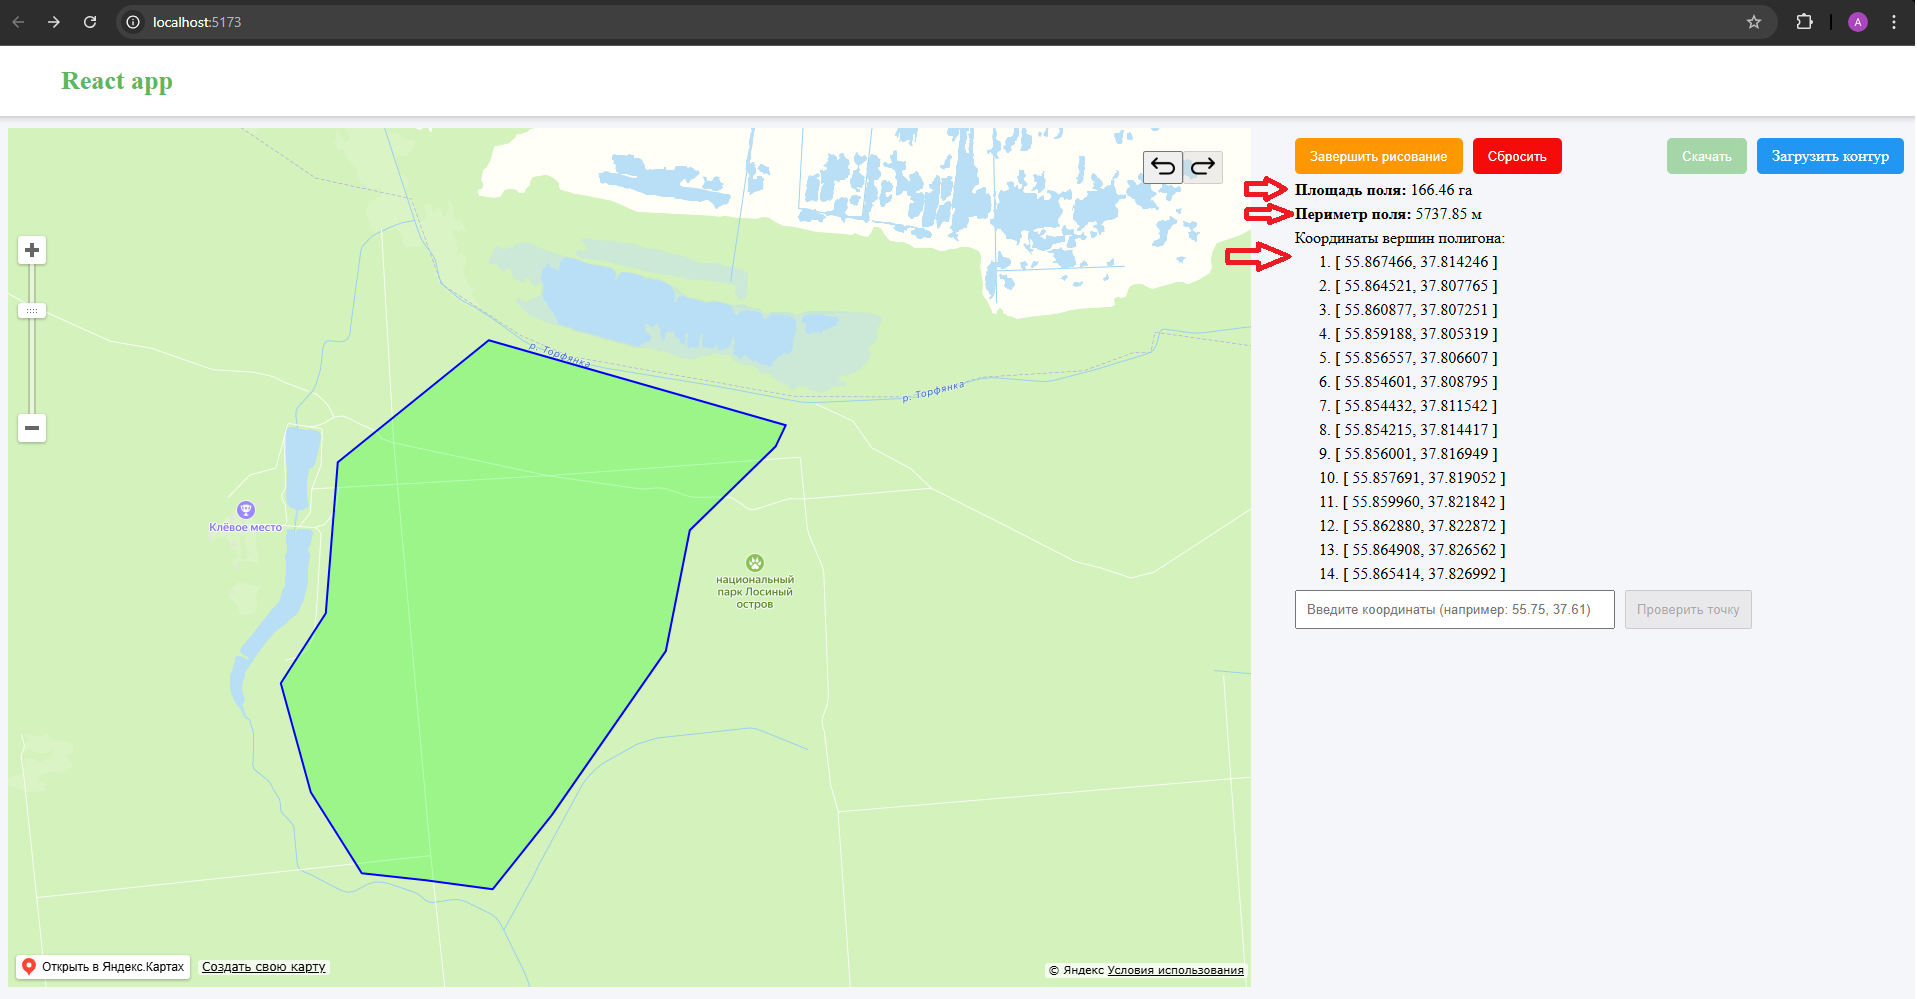 localhost:5173
A
React app
Завершить рисование
Сбросить
Скачать
Загрузить контур
Площадь поля: 166.46 га
Периметр поля: 5737.85 м
Координаты вершин полигона:
1. [ 55.867466, 37.814246 ]
2. [ 55.864521, 37.807765 ]
3. [ 55.860877, 37.807251 ]
4. [ 55.859188, 37.805319 ]
5. [ 55.856557, 37.806607 ]
6. [ 55.854601, 37.808795 ]
7. [ 55.854432, 37.811542 ]
8. [ 55.854215, 37.814417 ]
9. [ 55.856001, 37.816949 ]
10. [ 55.857691, 37.819052 ]
11. [ 55.859960, 37.821842 ]
12. [ 55.862880, 37.822872 ]
13. [ 55.864908, 37.826562 ]
14. [ 55.865414, 37.826992 ]
Введите координаты (например: 55.75, 37.61)
Проверить точку
р. Торфянка
р. Торфянка
Клёвое место
национальный
парк Лосиный
остров
Открыть в Яндекс.Картах
Создать свою карту
© Яндекс Условия использования